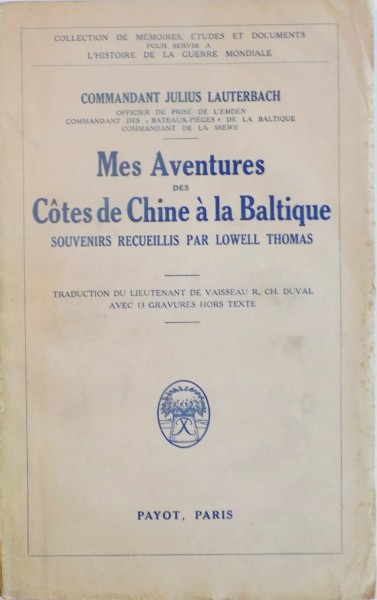 COLLECTION DE MÉMOIRES, ÉTUDES ET DOCUMENTS
POUR SERVIR A
L'HISTOIRE DE LA GUERRE MONDIALE
COMMANDANT JULIUS LAUTERBACH
OFFICIER DE PRISE DE L'EMDEN
COMMANDANT DES « BATEAUX-PIÈGES » DE LA BALTIQUE
COMMANDANT DE LA MŒWE
Mes Aventures
DES
Côtes de Chine à la Baltique
SOUVENIRS RECUEILLIS PAR LOWELL THOMAS
TRADUCTION DU LIEUTENANT DE VAISSEAU R. CH. DUVAL
AVEC 13 GRAVURES HORS TEXTE
PAYOT, PARIS